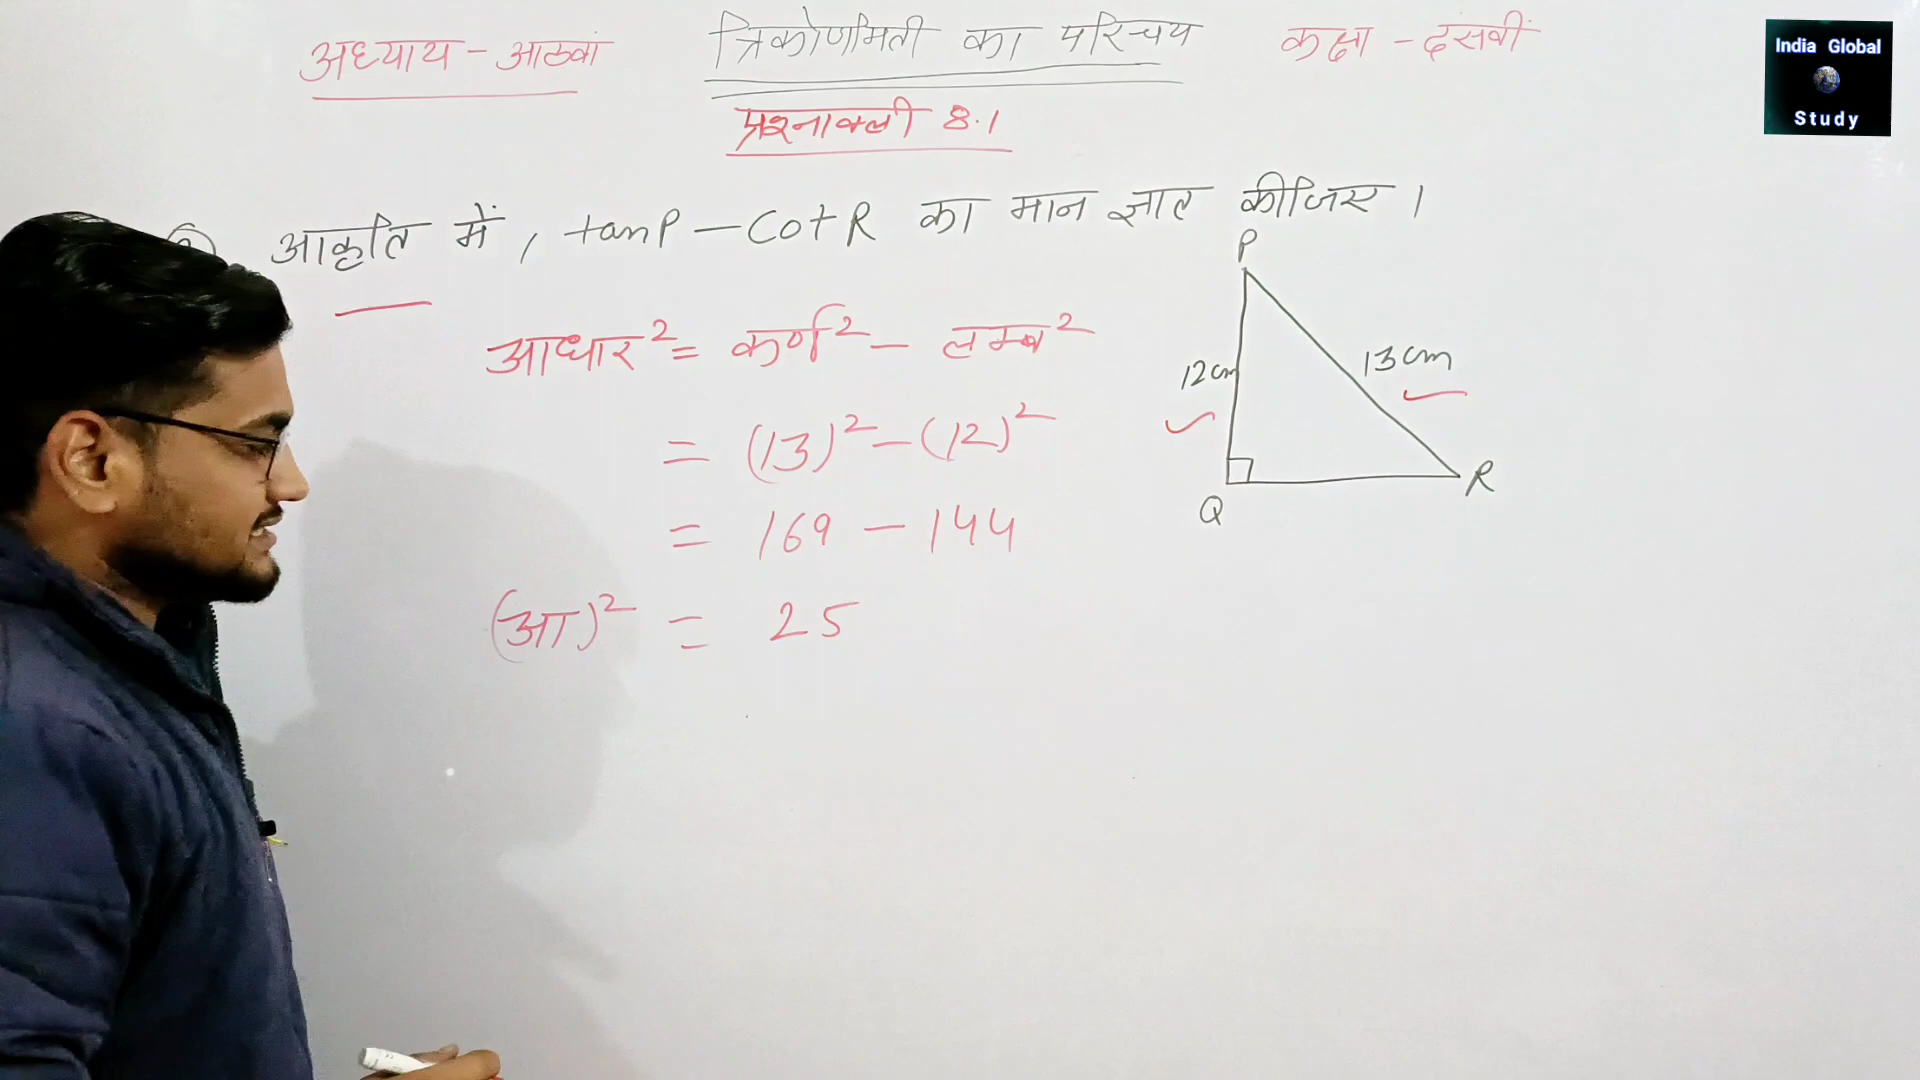 अध्याय - आठवां त्रिकोणमिती का परिचय कक्षा - दसवीं
प्रश्नावली 8.1
India Global
Study
आकृति में, tanP - CotR का मान ज्ञात कीजिए।
P
आधार² = कर्ण² - लम्ब²
12cm 13cm
= (13)² - (12)²
Q R
= 169 - 144
(आ)² = 25